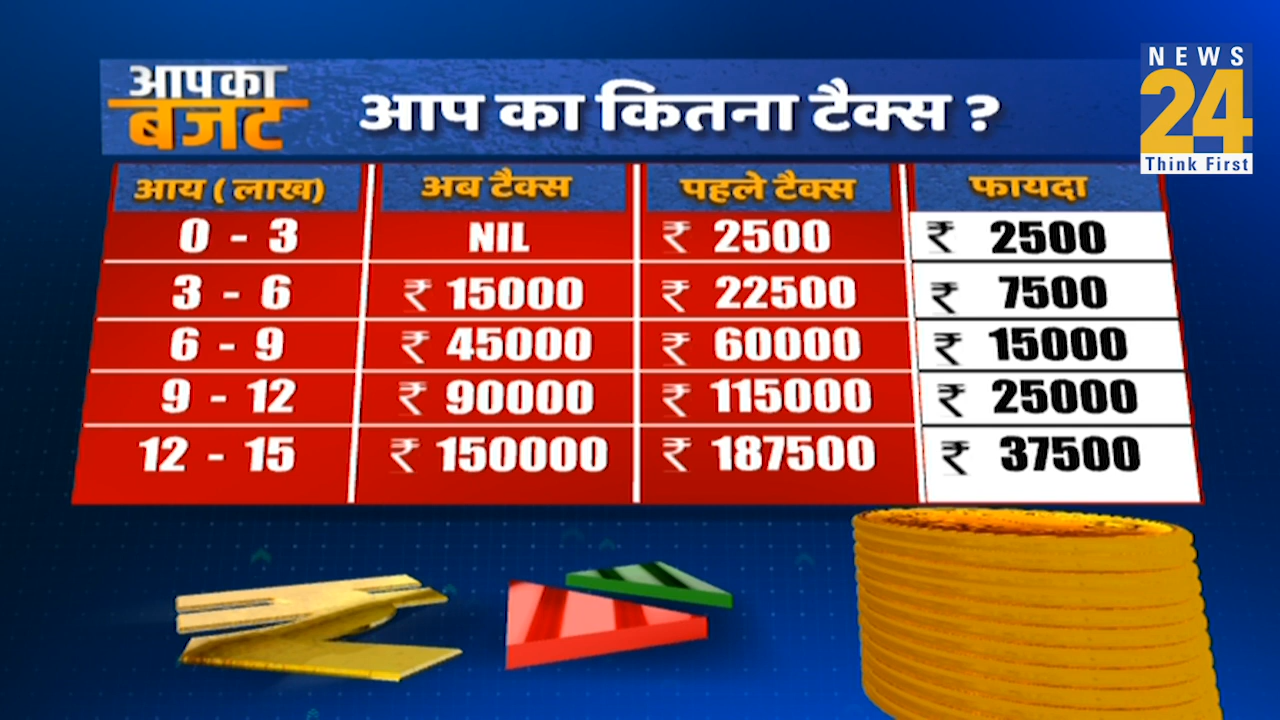 आपका
बजट
आप का कितना टैक्स ?
NEWS
24
Think First
आय ( लाख) अब टैक्स पहले टैक्स फायदा
0 - 3 NIL ₹ 2500 ₹ 2500
3 - 6 ₹ 15000 ₹ 22500 ₹ 7500
6 - 9 ₹ 45000 ₹ 60000 ₹ 15000
9 - 12 ₹ 90000 ₹ 115000 ₹ 25000
12 - 15 ₹ 150000 ₹ 187500 ₹ 37500